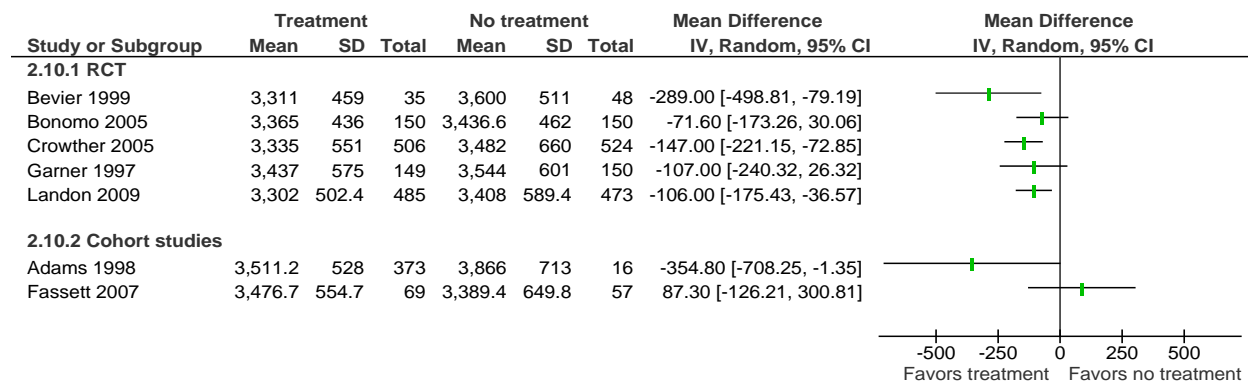 Treatment No treatment Mean Difference Mean Difference
Study or Subgroup Mean SD Total Mean SD Total IV, Random, 95% CI IV, Random, 95% CI
2.10.1 RCT
Bevier 1999 3,311 459 35 3,600 511 48 -289.00 [-498.81, -79.19]
Bonomo 2005 3,365 436 150 3,436.6 462 150 -71.60 [-173.26, 30.06]
Crowther 2005 3,335 551 506 3,482 660 524 -147.00 [-221.15, -72.85]
Garner 1997 3,437 575 149 3,544 601 150 -107.00 [-240.32, 26.32]
Landon 2009 3,302 502.4 485 3,408 589.4 473 -106.00 [-175.43, -36.57]
2.10.2 Cohort studies
Adams 1998 3,511.2 528 373 3,866 713 16 -354.80 [-708.25, -1.35]
Fassett 2007 3,476.7 554.7 69 3,389.4 649.8 57 87.30 [-126.21, 300.81]
-500 -250 0 250 500
Favors treatment Favors no treatment